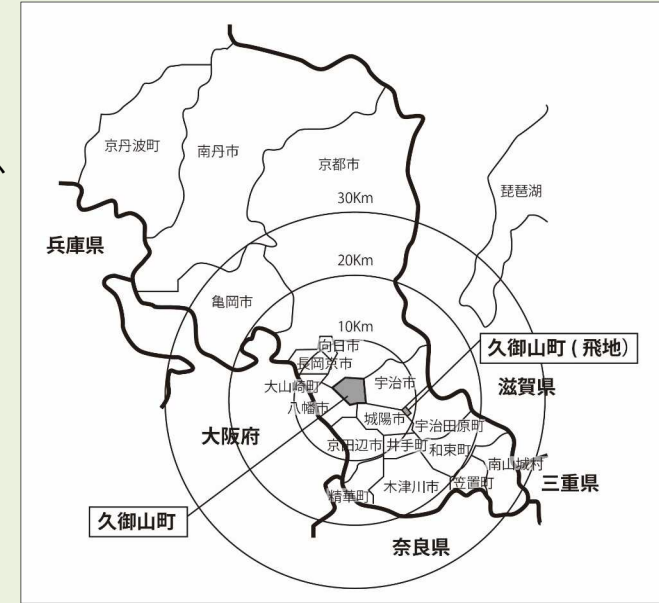 京丹波町
南丹市
京都市
琵琶湖
30Km
兵庫県
20Km
亀岡市
10Km
向日市
久御山町(飛地)
長岡京市
滋賀県
大山崎町
宇治市
八幡市
城陽市
宇治田原町
大阪府
京田辺市
井手町
和束町
南山城村
三重県
精華町
木津川市
笠置町
久御山町
奈良県